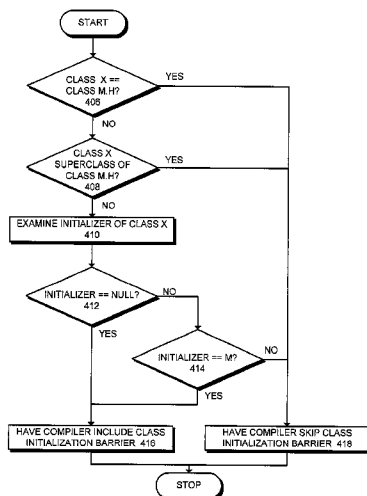 START
CLASS X ==
CLASS M.H?
406
YES
NO
CLASS X
SUPERCLASS OF
CLASS M.H?
408
YES
NO
EXAMINE INITIALIZER OF CLASS X
410
INITIALIZER == NULL?
412
NO
YES
INITIALIZER == M?
414
NO
YES
HAVE COMPILER INCLUDE CLASS
INITIALIZATION BARRIER 416
HAVE COMPILER SKIP CLASS
INITIALIZATION BARRIER 418
STOP